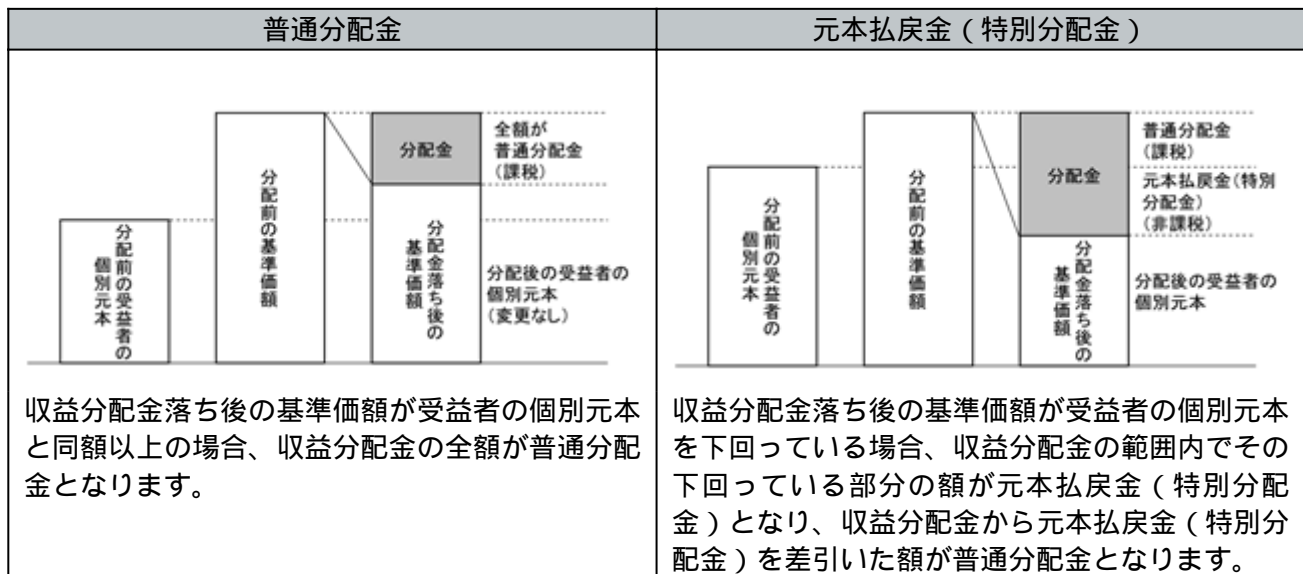 普通分配金
元本払戻金（特別分配金）
分配前の受益者の
個別元本
分配前の基準価額
分配金
分配金落ち後の
基準価額
全額が
普通分配金
（課税）
分配後の受益者の
個別元本
（変更なし）
分配前の受益者の
個別元本
分配前の基準価額
分配金
分配金落ち後の
基準価額
普通分配金
（課税）
元本払戻金（特別
分配金）
（非課税）
分配後の受益者の
個別元本
収益分配金落ち後の基準価額が受益者の個別元本
と同額以上の場合、収益分配金の全額が普通分配
金となります。
収益分配金落ち後の基準価額が受益者の個別元本
を下回っている場合、収益分配金の範囲内でその
下回っている部分の額が元本払戻金（特別分配
金）となり、収益分配金から元本払戻金（特別分
配金）を差引いた額が普通分配金となります。